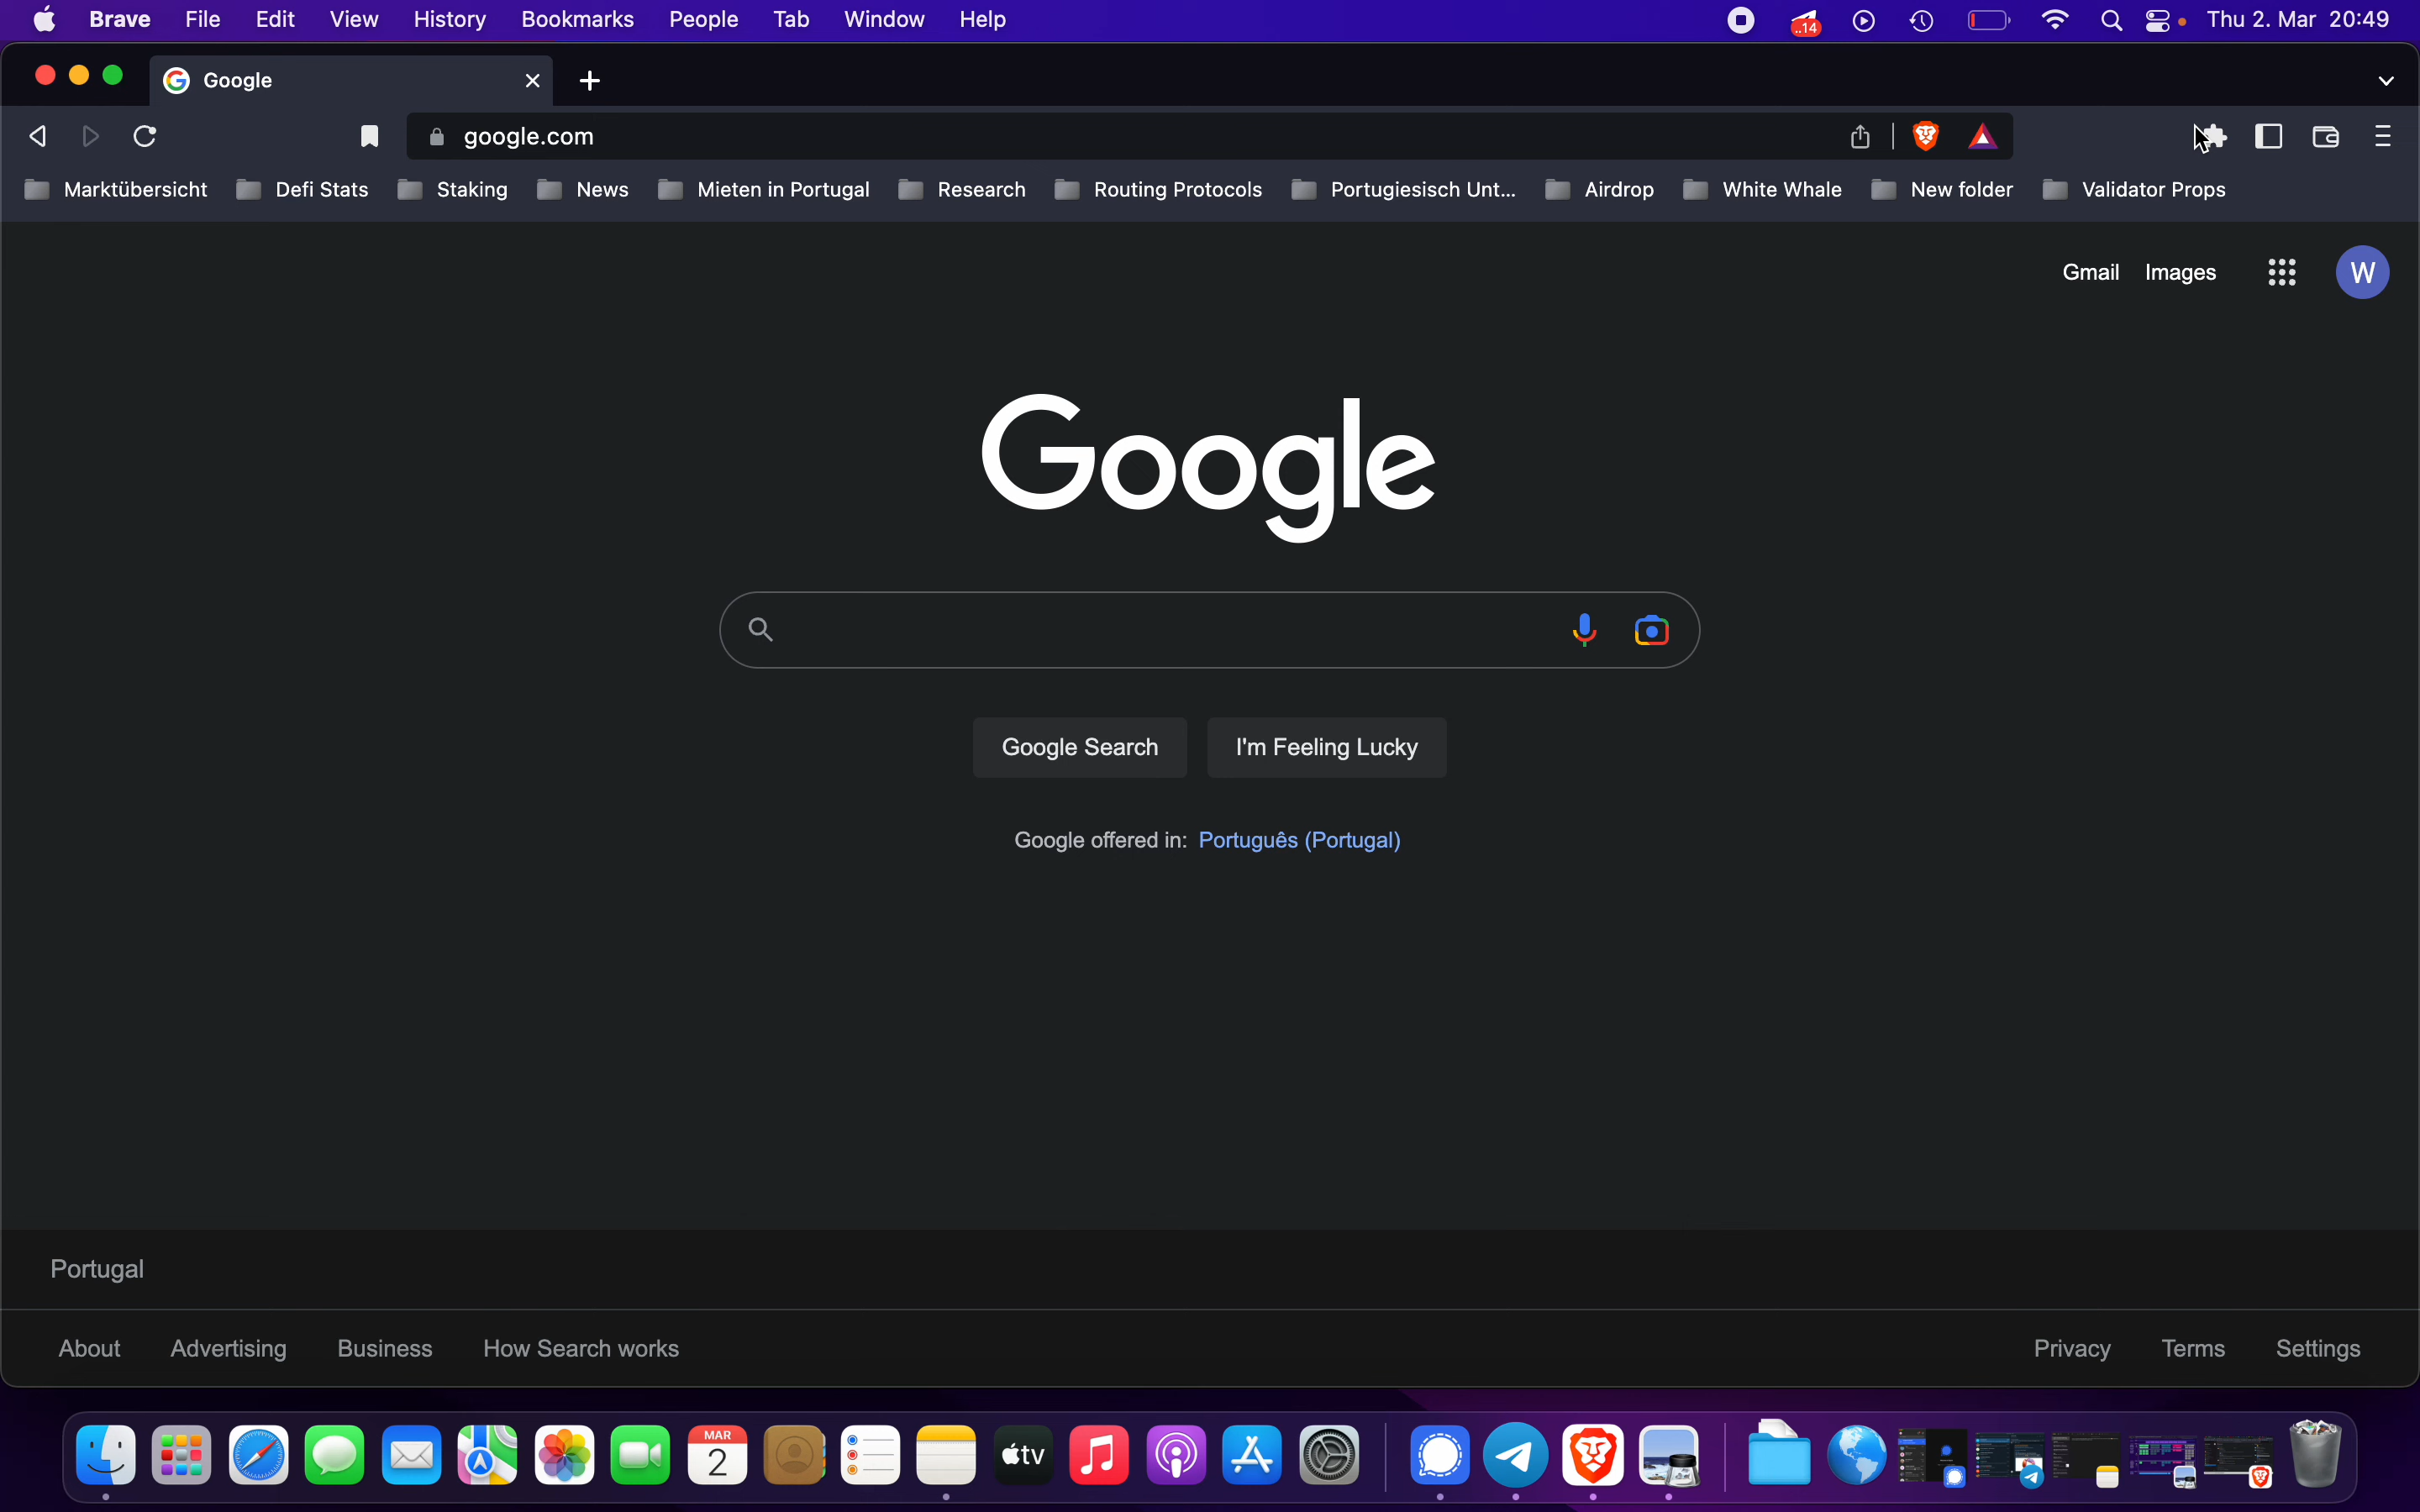 Brave File Edit View History Bookmarks People Tab Window Help ..14 Thu 2. Mar 20:49
Google
google.com
Marktübersicht Defi Stats Staking News Mieten in Portugal Research Routing Protocols Portugiesisch Unt... Airdrop White Whale New folder Validator Props
Gmail Images W
Google
Google Search I'm Feeling Lucky
Google offered in: Português (Portugal)
Portugal
About Advertising Business How Search works Privacy Terms Settings
MAR
2
tv